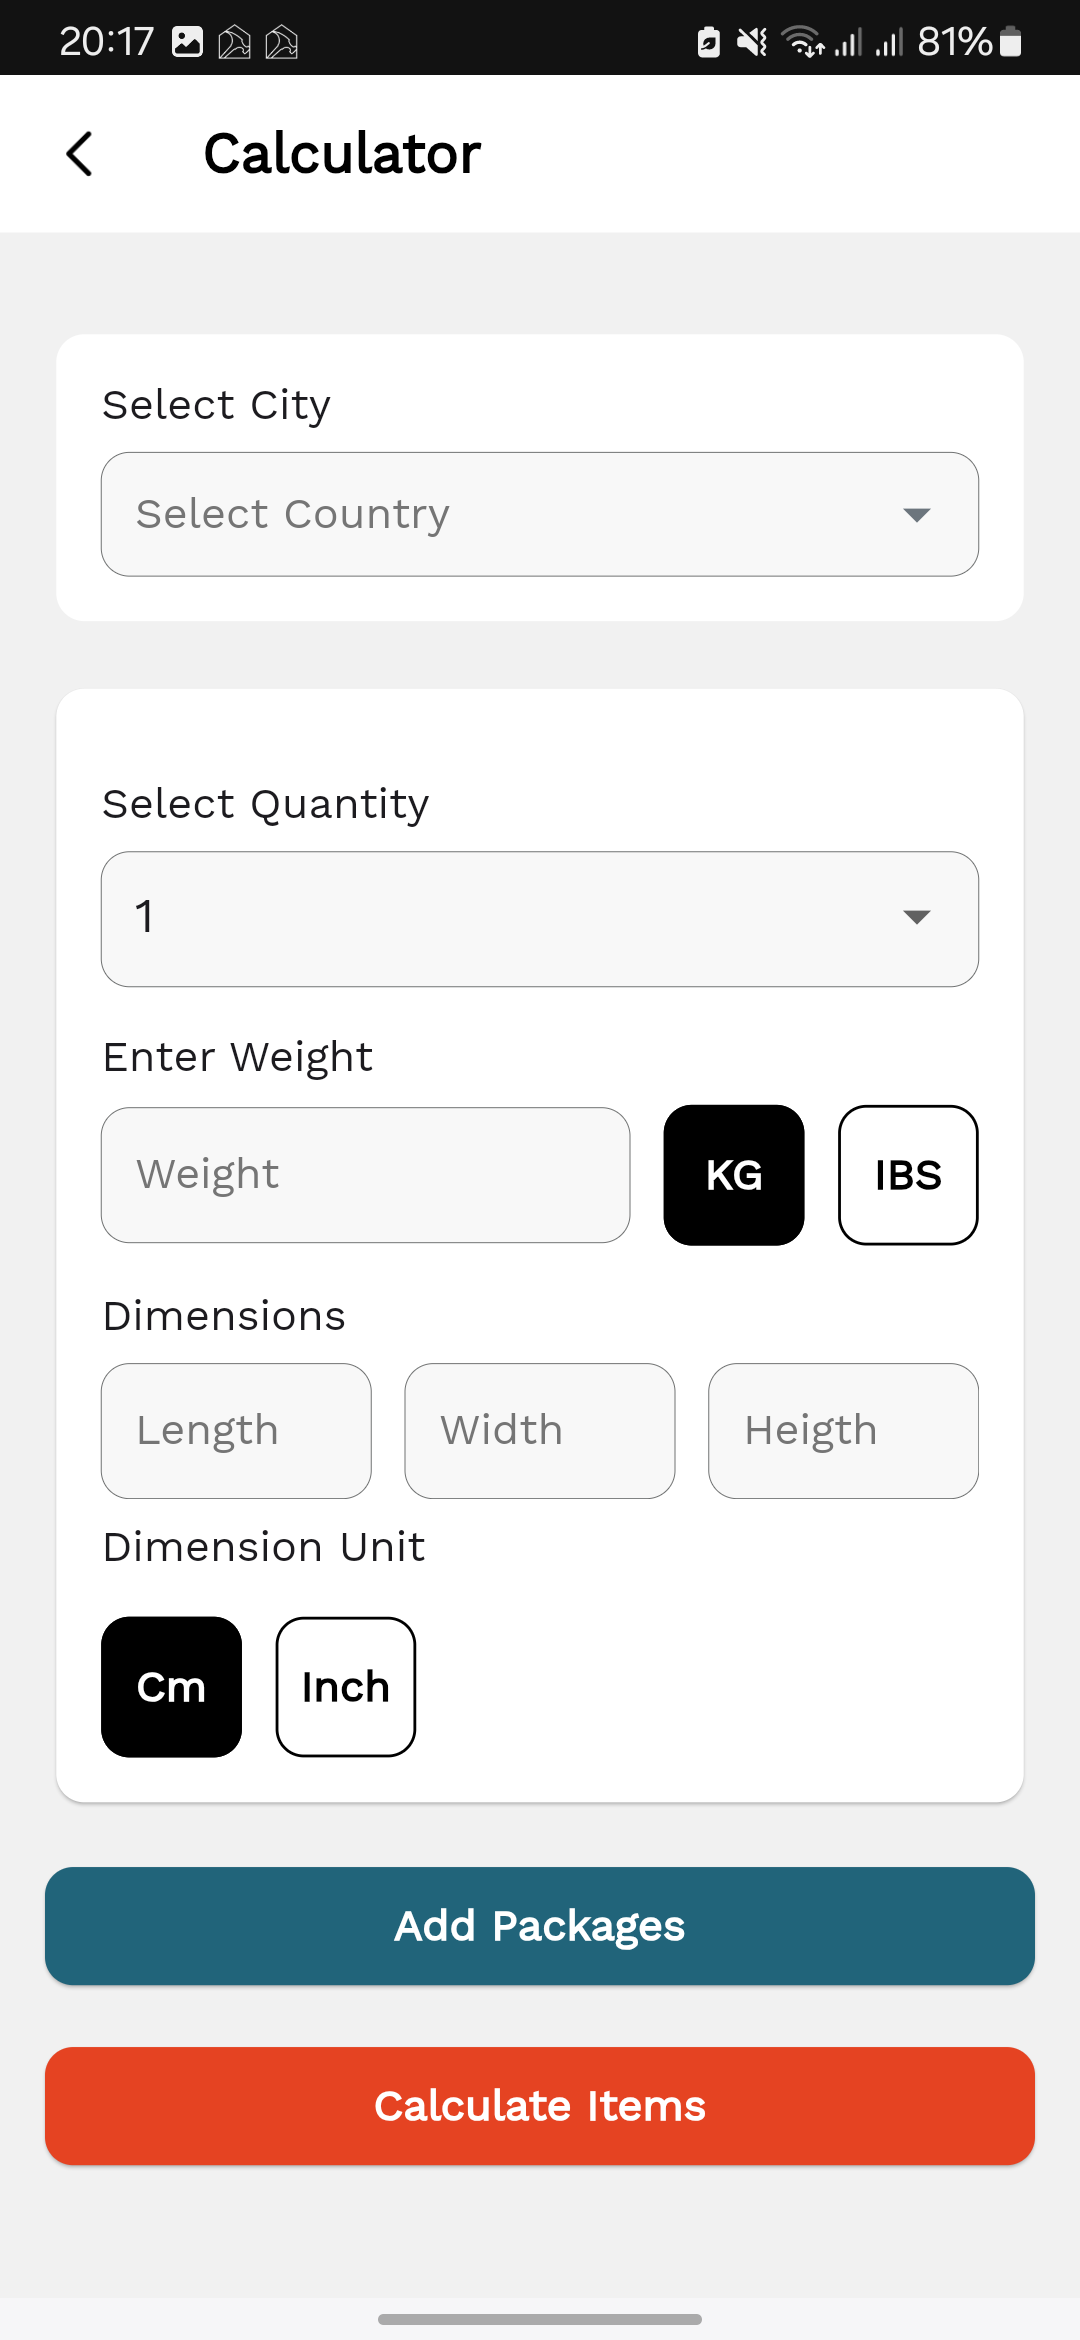 20:17 81%
Calculator
Select City
Select Country
Select Quantity
1
Enter Weight
Weight KG IBS
Dimensions
Length Width Heigth
Dimension Unit
Cm Inch
Add Packages
Calculate Items